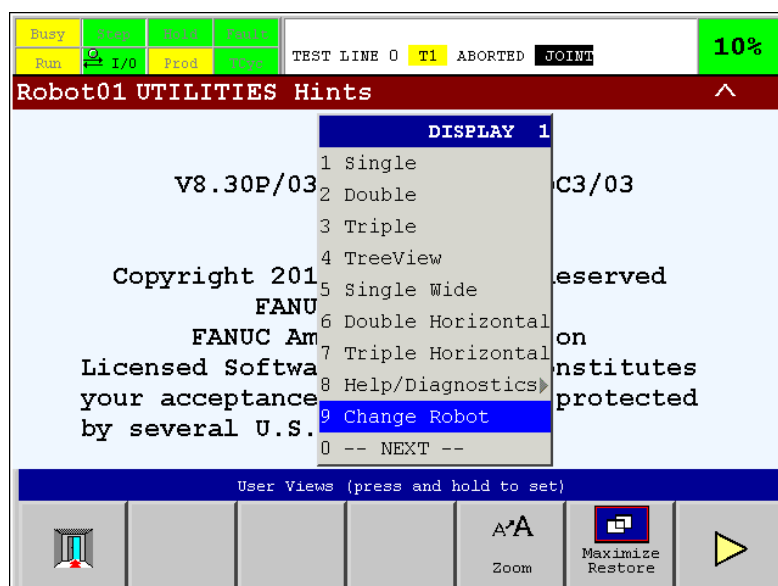 Busy Step Hold Fault
Run I/O Prod TCyc
TEST LINE 0 T1 ABORTED JOINT
10%
Robot01 UTILITIES Hints
DISPLAY 1
1 Single
2 Double
3 Triple
4 TreeView
5 Single Wide
6 Double Horizontal
7 Triple Horizontal
8 Help/Diagnostics
9 Change Robot
0 -- NEXT --
V8.30P/03 C3/03
Copyright 201 eserved
FANU
FANUC Am on
Licensed Softwa nstitutes
your acceptance protected
by several U.S.
User Views (press and hold to set)
A A
Zoom
Maximize
Restore